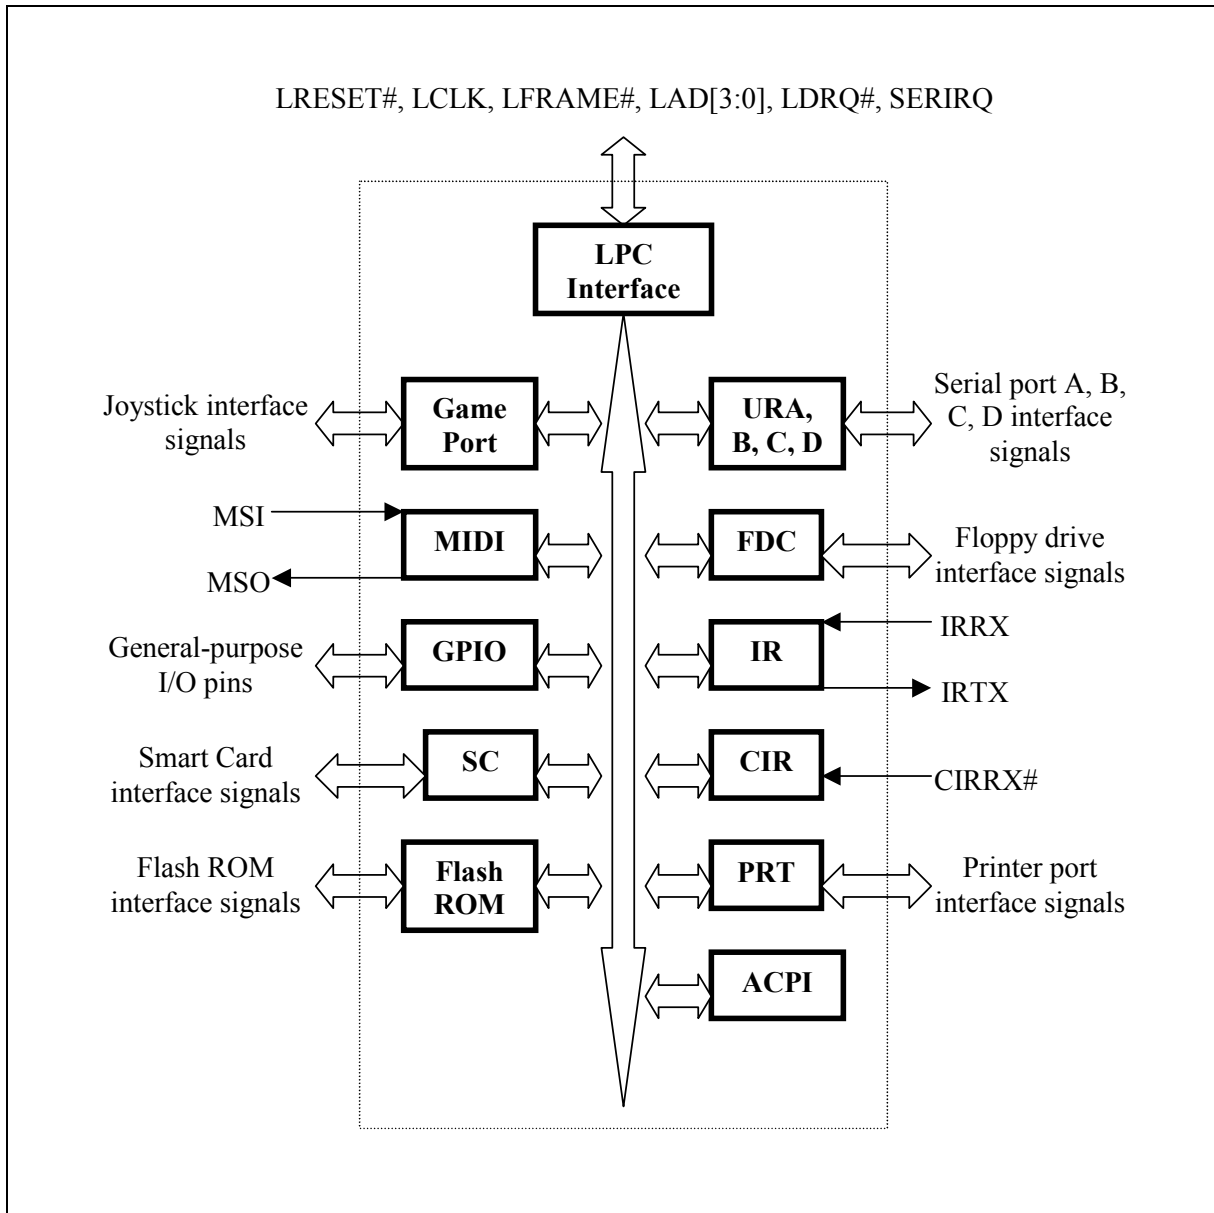 LRESET#, LCLK, LFRAME#, LAD[3:0], LDRQ#, SERIRQ
LPC
Interface
Joystick interface
signals
Game
Port
URA,
B, C, D
Serial port A, B,
C, D interface
signals
MSI
MSO
MIDI
FDC
Floppy drive
interface signals
General-purpose
I/O pins
GPIO
IR
IRRX
IRTX
Smart Card
interface signals
SC
CIR
CIRRX#
Flash ROM
interface signals
Flash
ROM
PRT
Printer port
interface signals
ACPI